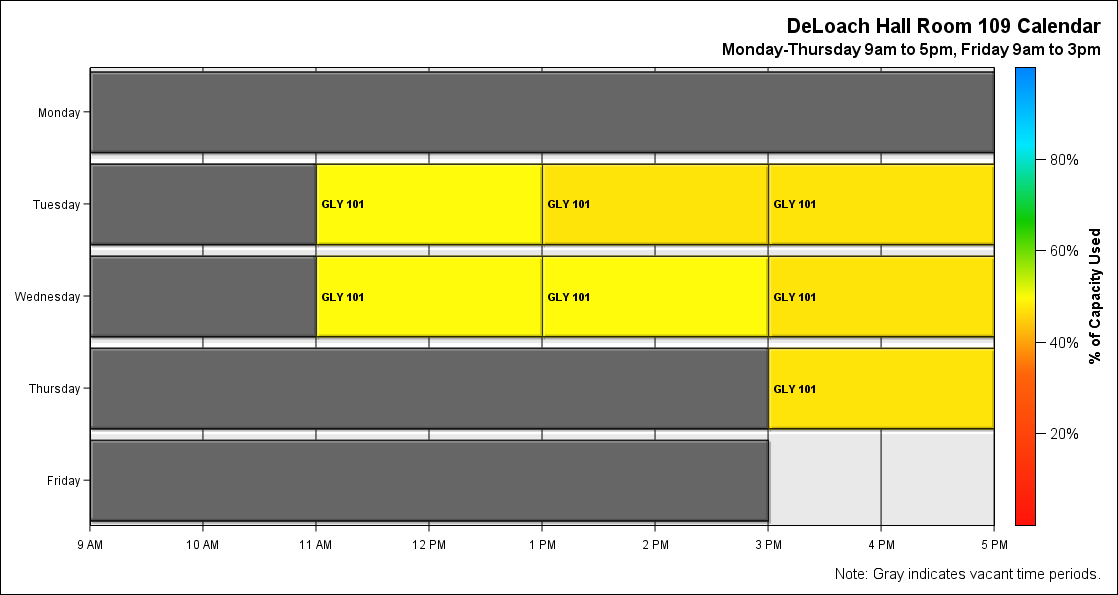 DeLoach Hall Room 109 Calendar
Monday-Thursday 9am to 5pm, Friday 9am to 3pm
Monday
Tuesday
GLY 101
GLY 101
GLY 101
Wednesday
GLY 101
GLY 101
GLY 101
Thursday
GLY 101
Friday
9 AM
10 AM
11 AM
12 PM
1 PM
2 PM
3 PM
4 PM
5 PM
80%
60%
40%
20%
% of Capacity Used
Note: Gray indicates vacant time periods.